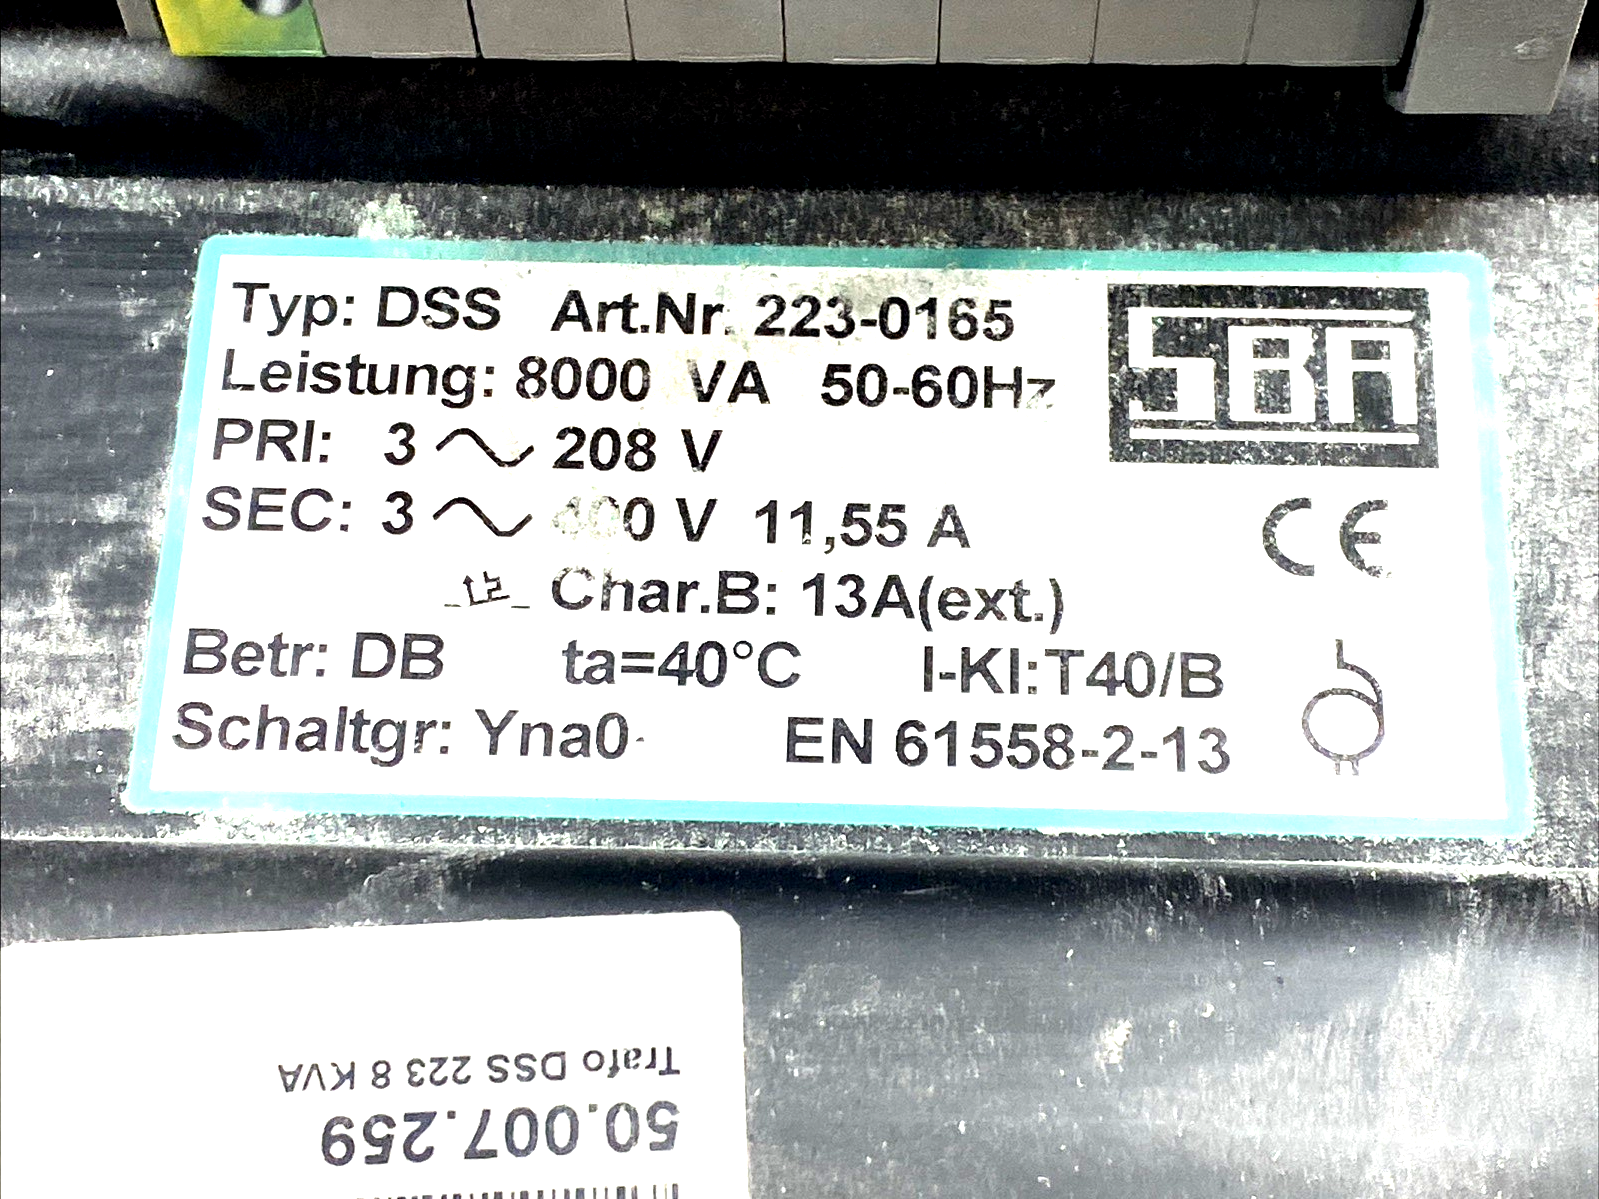 Typ: DSS Art.Nr. 223-0165
SBA
Leistung: 8000 VA 50-60Hz
PRI: 3 ~ 208 V
SEC: 3 ~ 400 V 11,55 A
CE
Char.B: 13A(ext.)
Betr: DB ta=40°C I-Kl:T40/B
Schaltgr: Yna0
EN 61558-2-13
Trafo DSS 223 8 KVA
50.007.259